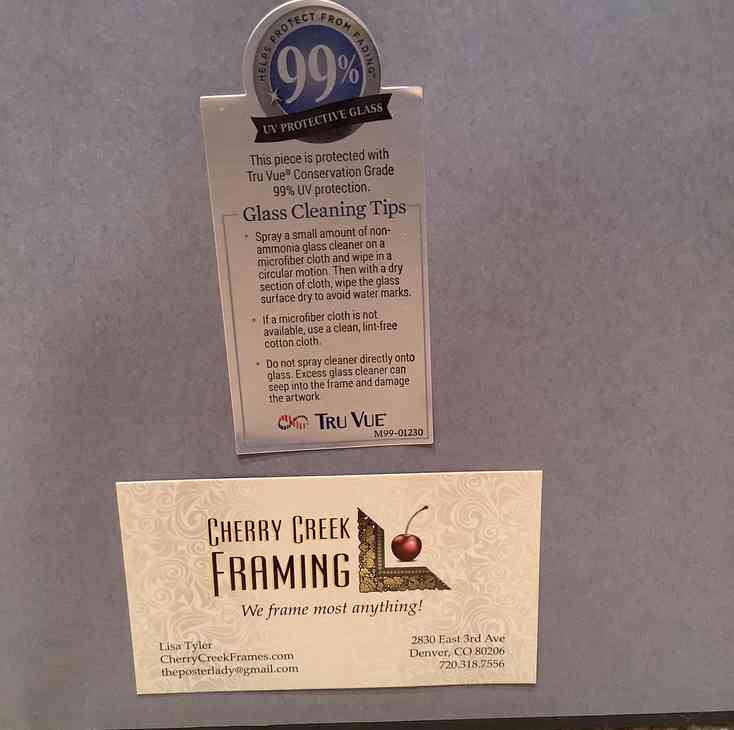 HELPS PROTECT FROM FADING
99%
UV PROTECTIVE GLASS
This piece is protected with
Tru Vue® Conservation Grade
99% UV protection.
Glass Cleaning Tips
• Spray a small amount of non-
ammonia glass cleaner on a
microfiber cloth and wipe in a
circular motion. Then with a dry
section of cloth, wipe the glass
surface dry to avoid water marks.
• If a microfiber cloth is not
available, use a clean, lint-free
cotton cloth.
• Do not spray cleaner directly onto
glass. Excess glass cleaner can
seep into the frame and damage
the artwork.
TRU VUE
M99-01230
CHERRY CREEK
FRAMING
We frame most anything!
Lisa Tyler
CherryCreekFrames.com
theposterlady@gmail.com
2830 East 3rd Ave
Denver, CO 80206
720.318.7556